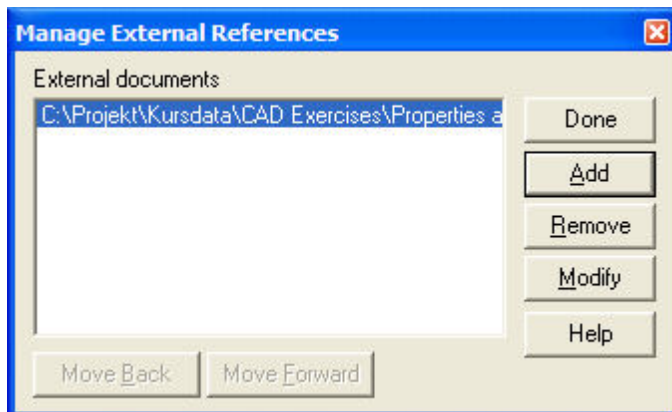 Manage External References
External documents
C:\Projekt\Kursdata\CAD Exercises\Properties a
Done
Add
Remove
Modify
Help
Move Back
Move Forward